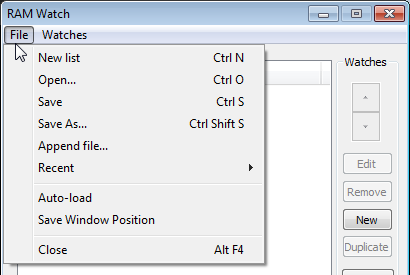 RAM Watch
File Watches
New list Ctrl N
Open... Ctrl O
Save Ctrl S
Save As... Ctrl Shift S
Append file...
Recent
Auto-load
Save Window Position
Close Alt F4
Watches
Edit
Remove
New
Duplicate